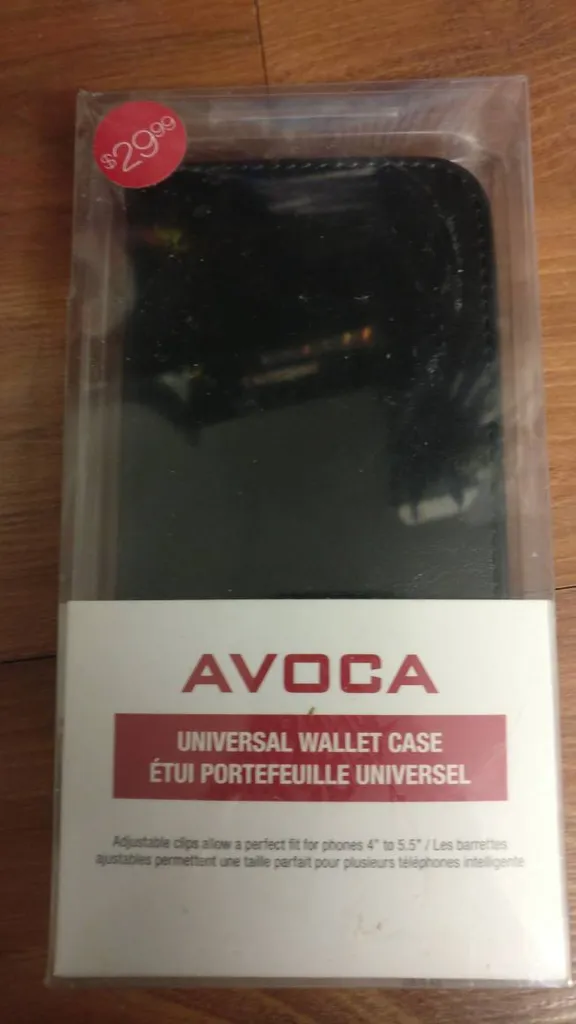 $29.99
AVOCA
UNIVERSAL WALLET CASE
ÉTUI PORTEFEUILLE UNIVERSEL
Adjustable clips allow a perfect fit for phones 4" to 5.5" / Les barrettes
ajustables permettent une taille parfait pour plusieurs téléphones intelligente